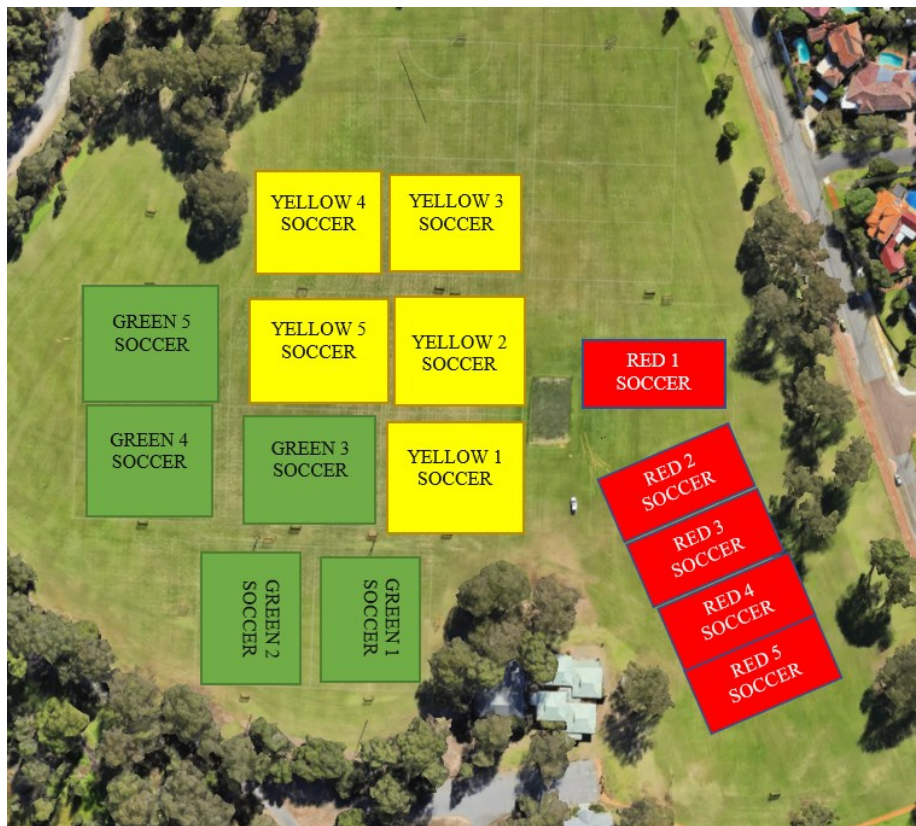 YELLOW 4
SOCCER
YELLOW 3
SOCCER
GREEN 5
SOCCER
YELLOW 5
SOCCER
YELLOW 2
SOCCER
RED 1
SOCCER
GREEN 4
SOCCER
GREEN 3
SOCCER
YELLOW 1
SOCCER
RED 2
SOCCER
RED 3
SOCCER
GREEN 2
SOCCER
GREEN 1
SOCCER
RED 4
SOCCER
RED 5
SOCCER